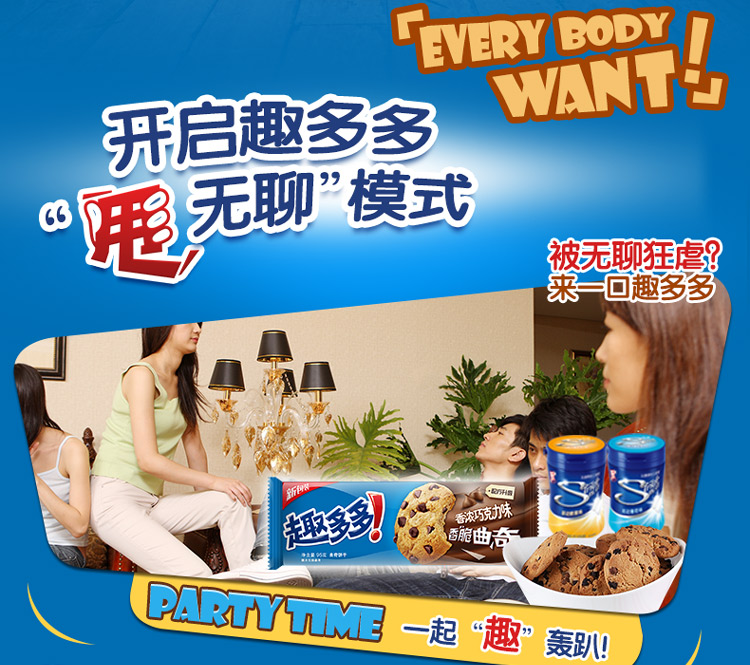 EVERY BODY
WANT!
开启趣多多
“甩无聊”模式
被无聊狂虐?
来一口趣多多
新包装
趣多多!
香浓巧克力味
香脆曲奇
PARTY TIME
一起“趣”轰趴!